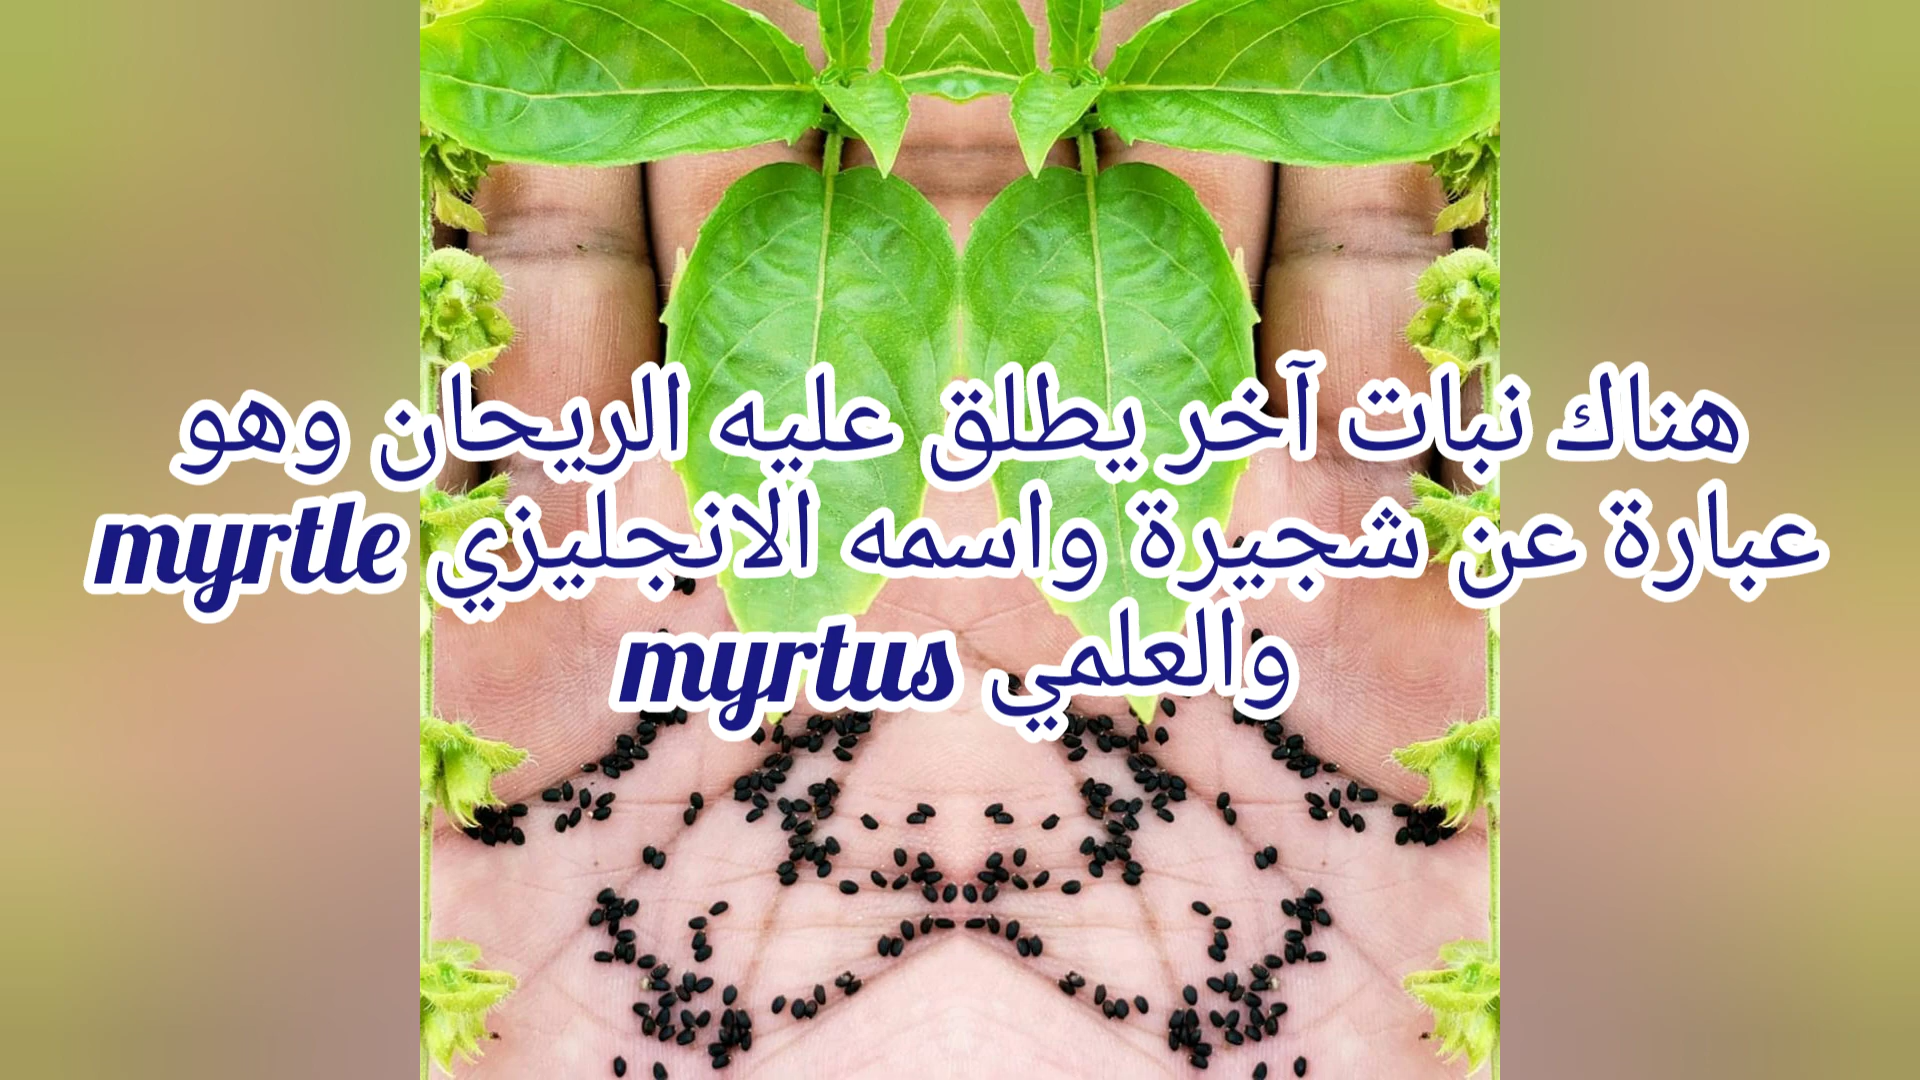 هناك نبات آخر يطلق عليه الريحان وهو
عبارة عن شجيرة واسمه الانجليزي myrtle
والعلمي myrtus